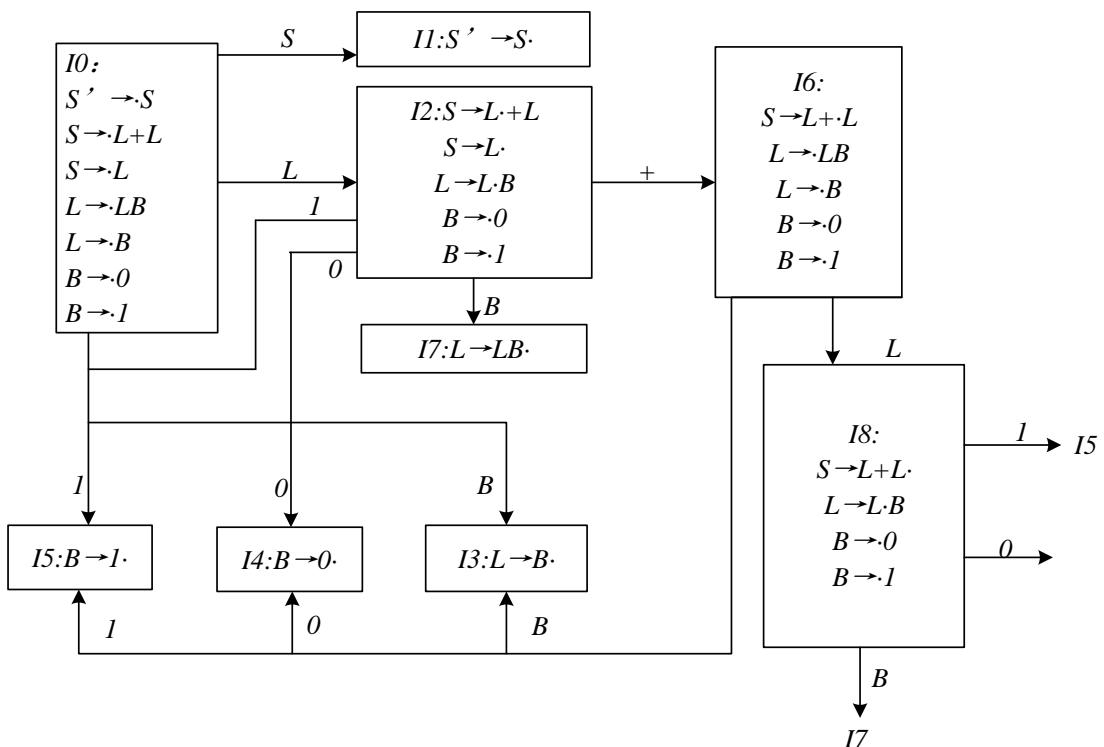 S
I1:S’→S·
I0：
S’→·S
S→·L+L
S→·L
L→·LB
L→·B
B→·0
B→·1
L
I2:S→L·+L
S→L·
L→L·B
B→·0
B→·1
+
I6:
S→L+·L
L→·LB
L→·B
B→·0
B→·1
1
0
B
I7:L→LB·
L
I8:
S→L+L·
L→L·B
B→·0
B→·1
1
I5
0
1
0
B
I5:B→1·
I4:B→0·
I3:L→B·
1
0
B
B
I7